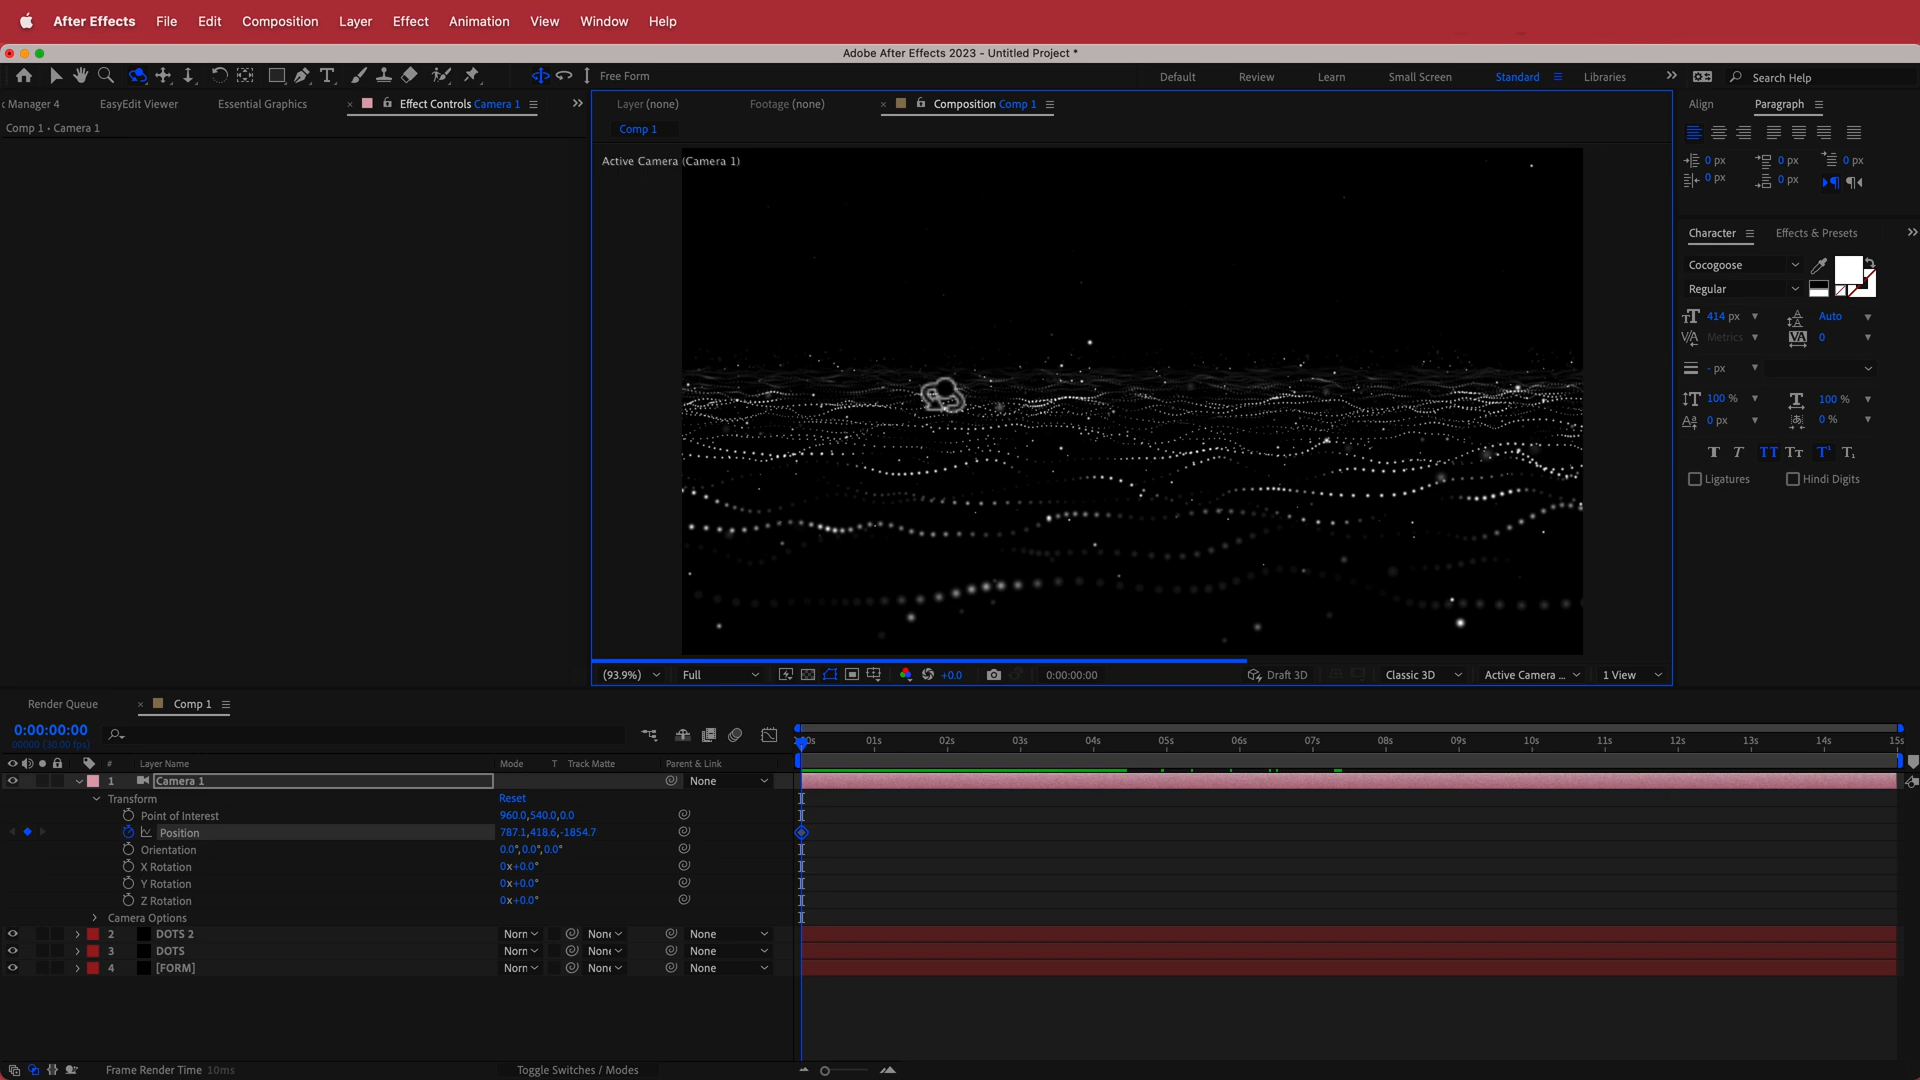 After Effects File Edit Composition Layer Effect Animation View Window Help
Adobe After Effects 2023 - Untitled Project *
Free Form Default Review Learn Small Screen Standard Libraries Search Help
Manager 4 EasyEdit Viewer Essential Graphics Effect Controls Camera 1
Layer (none) Footage (none) Composition Comp 1
Align Paragraph
Comp 1 • Camera 1
Comp 1
Active Camera (Camera 1)
0 px 0 px 0 px
0 px 0 px
Character Effects & Presets
Cocogoose
Regular
414 px Auto
Metrics 0
- px
100 % 100 %
0 px 0 %
Ligatures Hindi Digits
(93.9%) Full +0.0 0:00:00:00 Draft 3D Classic 3D Active Camera ... 1 View
Render Queue Comp 1
0:00:00:00
00000 (30.00 fps)
01s 02s 03s 04s 05s 06s 07s 08s 09s 10s 11s 12s 13s 14s 15s
# Layer Name Mode T Track Matte Parent & Link
1 Camera 1 None
Transform Reset
Point of Interest 960.0,540.0,0.0
Position 787.1,418.6,-1854.7
Orientation 0.0°,0.0°,0.0°
X Rotation 0x+0.0°
Y Rotation 0x+0.0°
Z Rotation 0x+0.0°
Camera Options
2 DOTS 2 Norn None None
3 DOTS Norn None None
4 [FORM] Norn None None
Frame Render Time 10ms Toggle Switches / Modes